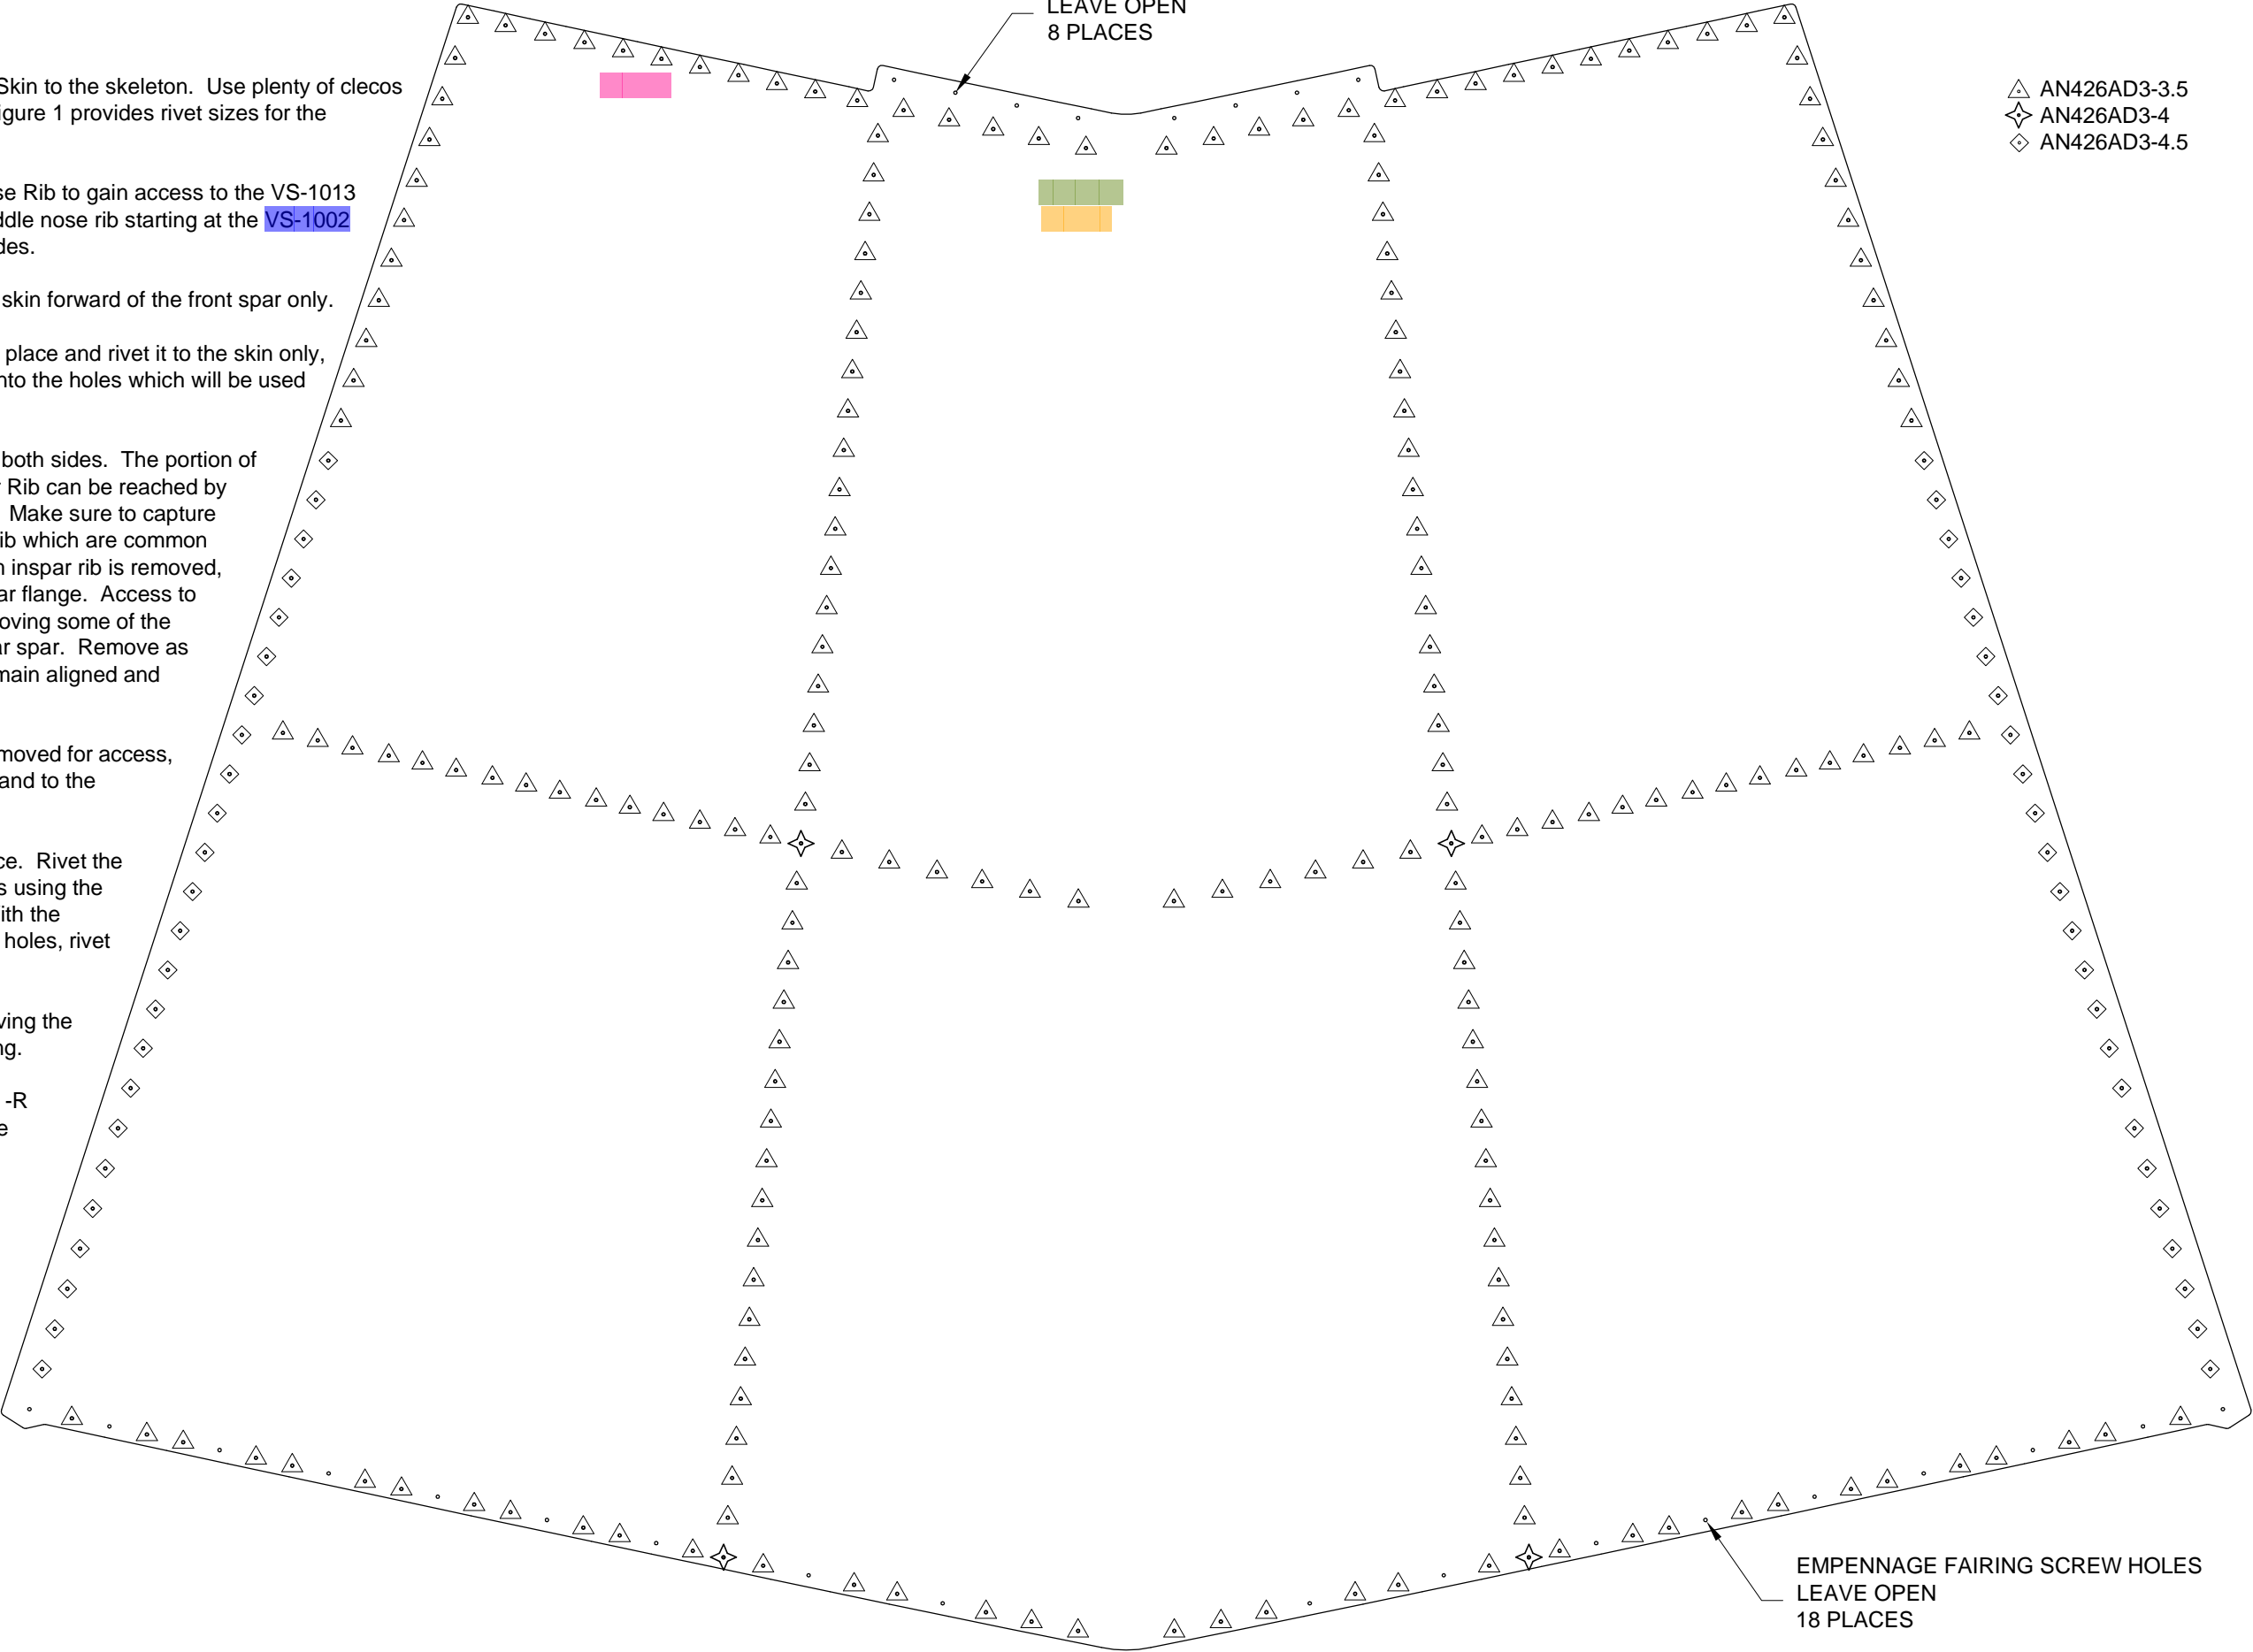 LEAVE OPEN
8 PLACES
Skin to the skeleton.  Use plenty of clecos
igure 1 provides rivet sizes for the
se Rib to gain access to the VS-1013
ddle nose rib starting at the VS-1002
des.
skin forward of the front spar only.
place and rivet it to the skin only,
nto the holes which will be used
both sides.  The portion of
r Rib can be reached by
Make sure to capture
rib which are common
n inspar rib is removed,
ar flange.  Access to
oving some of the
ar spar.  Remove as
main aligned and
moved for access,
and to the
ce.  Rivet the
s using the
ith the
holes, rivet
ving the
ng.
-R
e
AN426AD3-3.5
AN426AD3-4
AN426AD3-4.5
EMPENNAGE FAIRING SCREW HOLES
LEAVE OPEN
18 PLACES